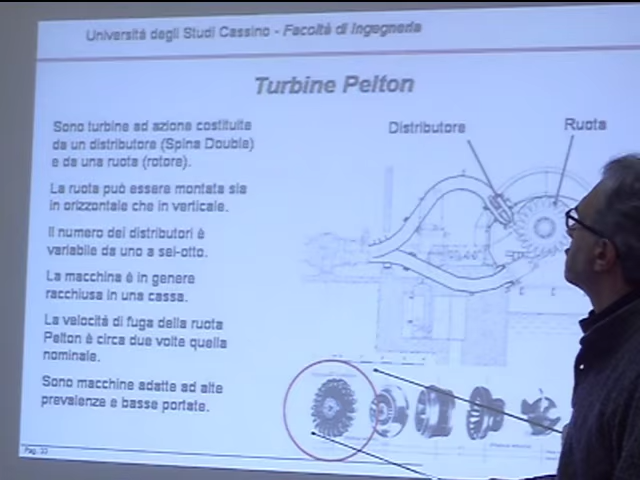 Università degli Studi Cassino - Facoltà di Ingegneria
Turbine Pelton
Sono turbine ad azione costituite
da un distributore (Spina Double)
e da una ruota (rotore).
La ruota può essere montata sia
in orizzontale che in verticale.
Il numero dei distributori è
variabile da uno a sei-otto.
La macchina è in genere
racchiusa in una cassa.
La velocità di fuga della ruota
Pelton è circa due volte quella
nominale.
Sono macchine adatte ad alte
prevalenze e basse portate.
Distributore
Ruota